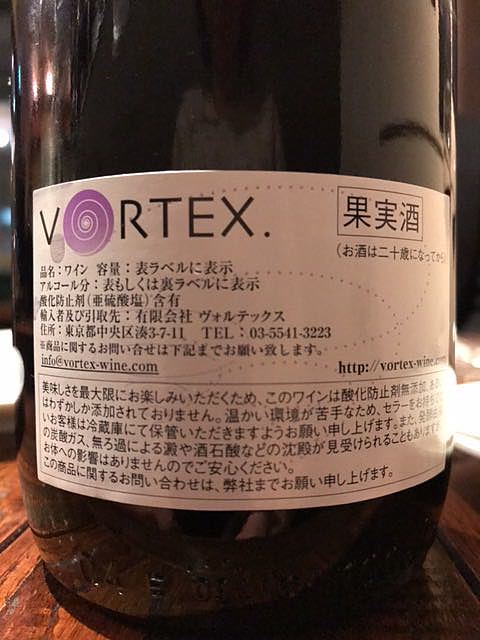 VORTEX.
果実酒
(お酒は二十歳になってから)
品名：ワイン 容量：表ラベルに表示
アルコール分：表もしくは裏ラベルに表示
酸化防止剤(亜硫酸塩)含有
輸入者及び引取先：有限会社 ヴォルテックス
住所：東京都中央区湊3-7-11 TEL：03-5541-3223
※商品に関するお問い合せは下記までお願い致します。
info@vortex-wine.com http://vortex-wine.com
美味しさを最大限にお楽しみいただくため、このワインは酸化防止剤無添加、ある
はわずかしか添加されておりません。温かい環境が苦手なため、セラーをお持ちで
いお客様は冷蔵庫にて保管いただきますようお願い申し上げます。また、
の炭酸ガス、無ろ過による澱や酒石酸などの沈殿が見受けられることもあります
お体への影響はありませんのでご安心ください。
この商品に関するお問い合わせは、弊社までお願い申し上げます。